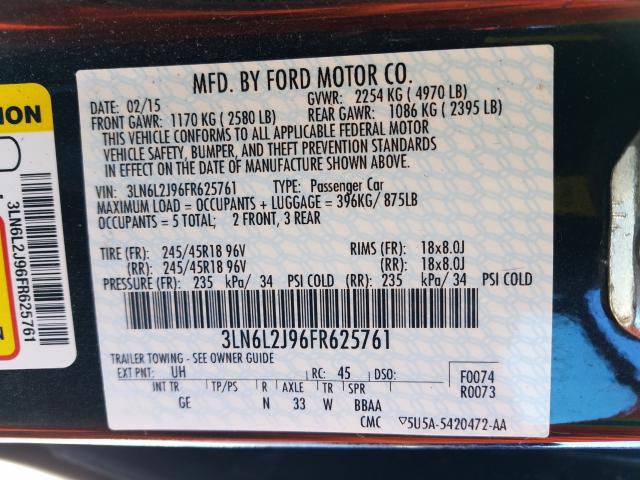 MFD. BY FORD MOTOR CO.
DATE: 02/15
GVWR: 2254 KG ( 4970 LB)
FRONT GAWR: 1170 KG ( 2580 LB)
REAR GAWR: 1086 KG ( 2395 LB)
THIS VEHICLE CONFORMS TO ALL APPLICABLE FEDERAL MOTOR
VEHICLE SAFETY, BUMPER, AND THEFT PREVENTION STANDARDS
IN EFFECT ON THE DATE OF MANUFACTURE SHOWN ABOVE.
VIN: 3LN6L2J96FR625761 TYPE: Passenger Car
MAXIMUM LOAD = OCCUPANTS + LUGGAGE = 396KG/ 875LB
OCCUPANTS = 5 TOTAL; 2 FRONT, 3 REAR
TIRE (FR): 245/45R18 96V RIMS (FR): 18x8.0J
(RR): 245/45R18 96V (RR): 18x8.0J
PRESSURE (FR): 235 kPa/ 34 PSI COLD (RR): 235 kPa/ 34 PSI COLD
3LN6L2J96FR625761
TRAILER TOWING - SEE OWNER GUIDE
EXT PNT: UH RC: 45 DSO:
F0074
R0073
INT TR TP/PS R AXLE TR SPR
GE N 33 W BBAA
CMC ▽5U5A-5420472-AA
ION
3LN6L2J96FR625761